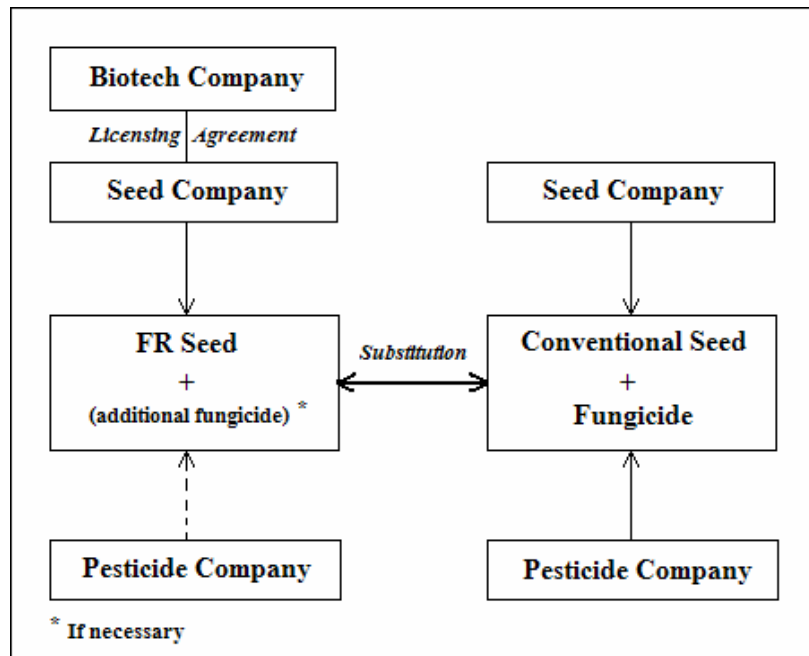 Biotech Company
Licensing Agreement
Seed Company
Seed Company
FR Seed
+
(additional fungicide) *
Substitution
Conventional Seed
+
Fungicide
Pesticide Company
Pesticide Company
* If necessary